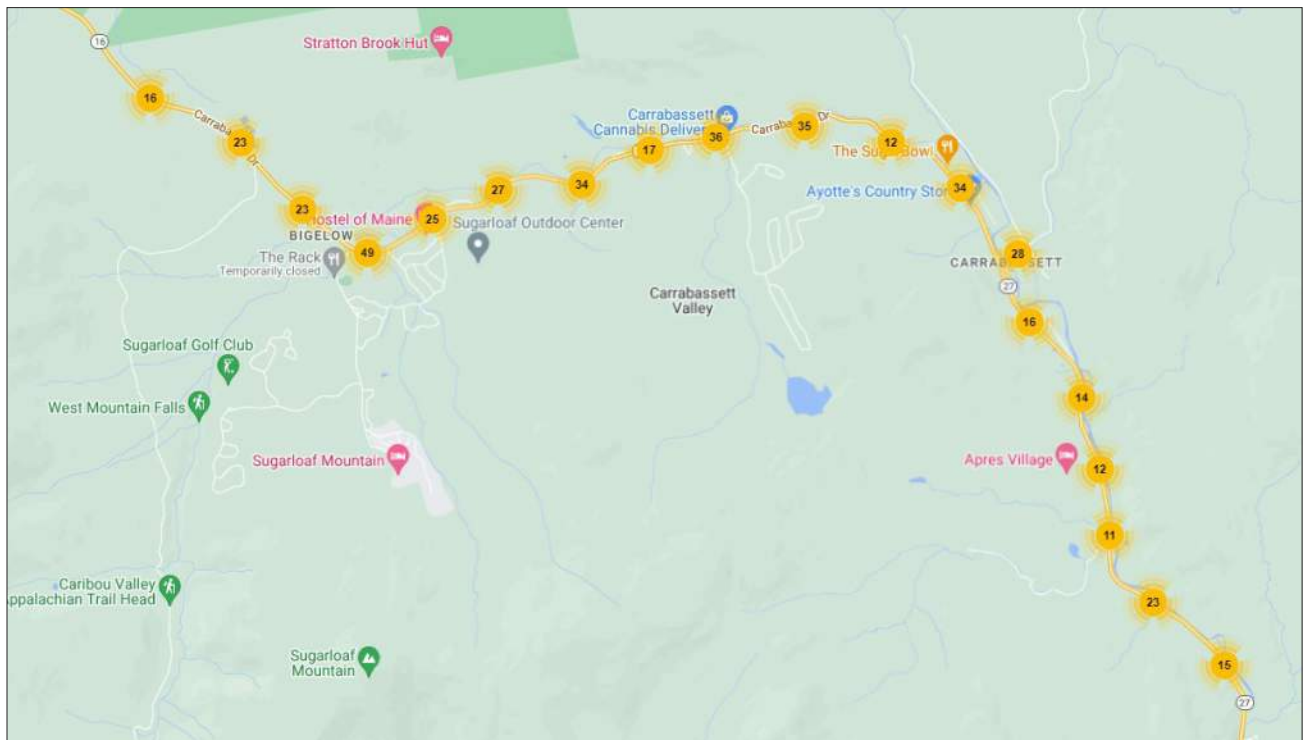 16
Stratton Brook Hut
16
Carraba
Dr
23
Carrabassett
Cannabis Deliver
36
Carraba
Dr
35
12
The Sug
Bowl
17
34
27
34
Ayotte's Country Sto
23
Hostel of Maine
25
Sugarloaf Outdoor Center
BIGELOW
49
The Rack
Temporarily closed
28
CARRABASSETT
27
Carrabassett
Valley
16
Sugarloaf Golf Club
West Mountain Falls
14
Sugarloaf Mountain
Apres Village
12
11
Caribou Valley
Appalachian Trail Head
23
Sugarloaf
Mountain
15
27